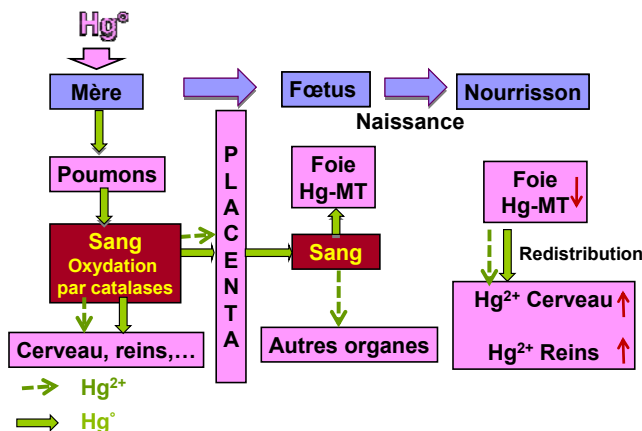 Hg°
Mère
Fœtus
Nourrisson
Naissance
Poumons
PLACENTA
Foie
Hg-MT
Foie
Hg-MT
Sang
Oxydation
par catalases
Sang
Redistribution
Hg²⁺ Cerveau
Hg²⁺ Reins
Cerveau, reins,…
Autres organes
Hg²⁺
Hg°